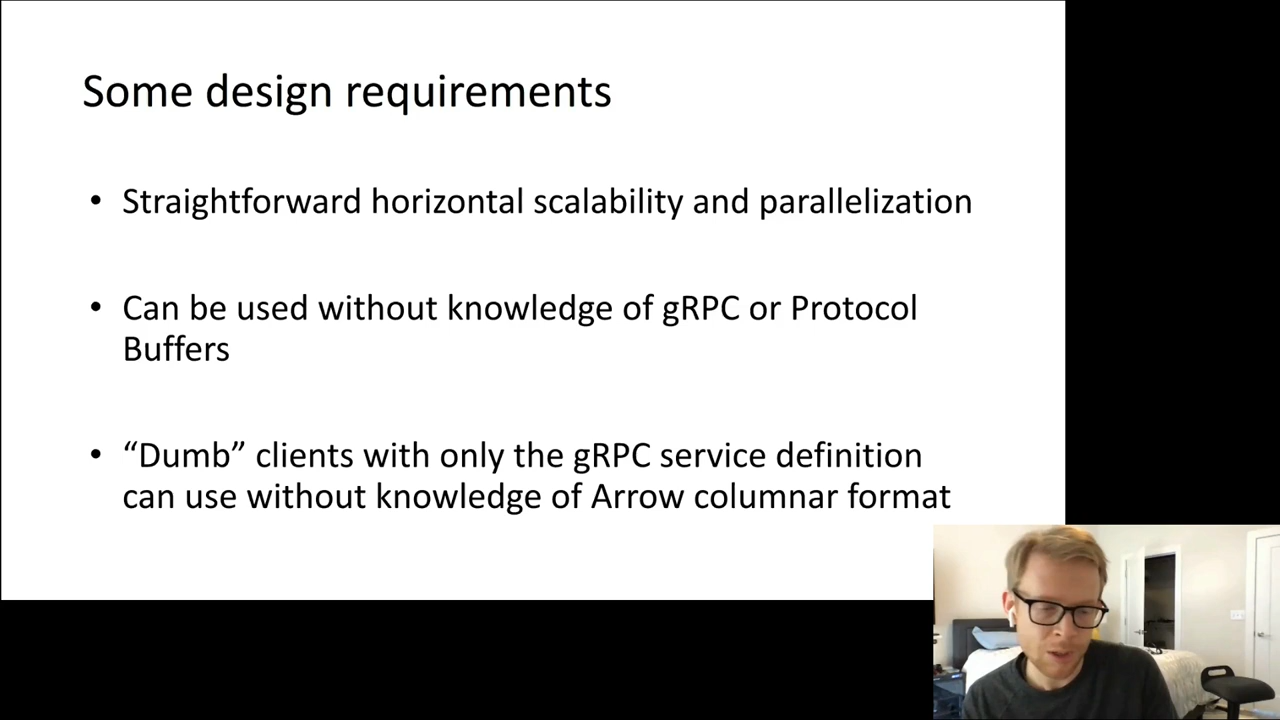 Some design requirements
• Straightforward horizontal scalability and parallelization
• Can be used without knowledge of gRPC or Protocol
Buffers
• “Dumb” clients with only the gRPC service definition
can use without knowledge of Arrow columnar format